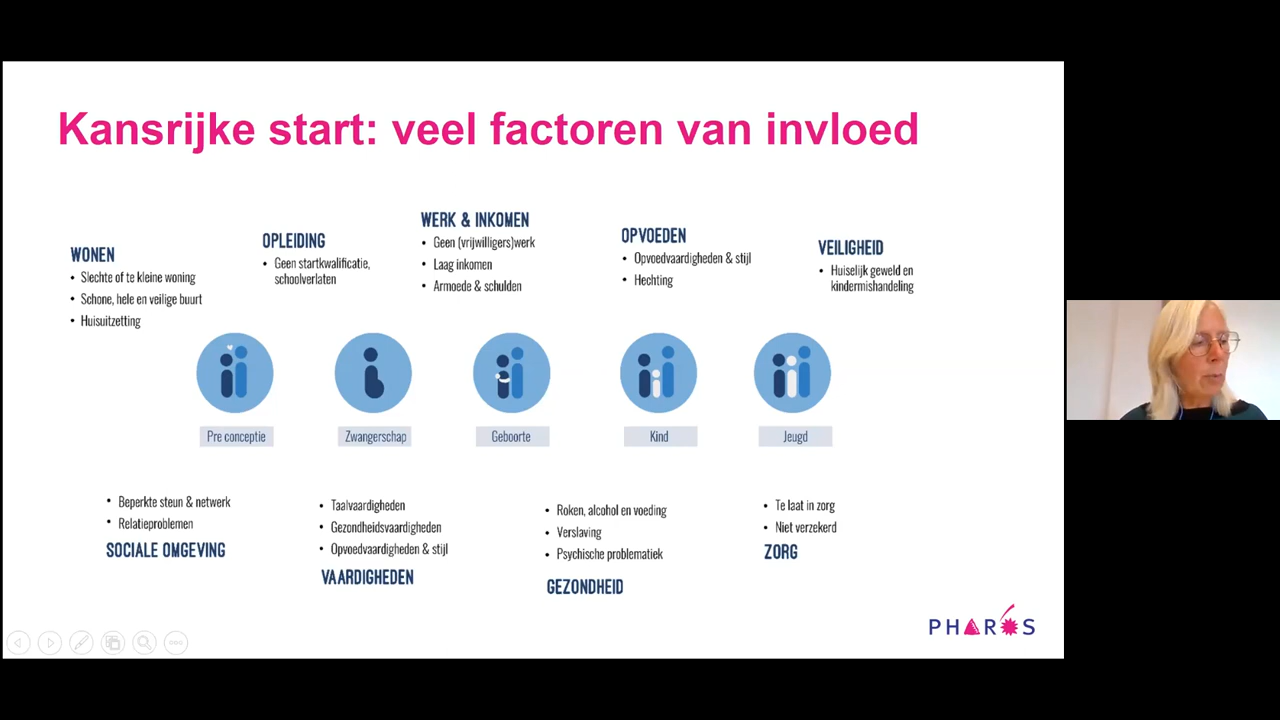 Kansrijke start: veel factoren van invloed
WONEN
• Slechte of te kleine woning
• Schone, hele en veilige buurt
• Huisuitzetting
OPLEIDING
• Geen startkwalificatie,
schoolverlaten
WERK & INKOMEN
• Geen (vrijwilligers)werk
• Laag inkomen
• Armoede & schulden
OPVOEDEN
• Opvoedvaardigheden & stijl
• Hechting
VEILIGHEID
• Huiselijk geweld en
kindermishandeling
Pre conceptie
Zwangerschap
Geboorte
Kind
Jeugd
• Beperkte steun & netwerk
• Relatieproblemen
SOCIALE OMGEVING
• Taalvaardigheden
• Gezondheidsvaardigheden
• Opvoedvaardigheden & stijl
VAARDIGHEDEN
• Roken, alcohol en voeding
• Verslaving
• Psychische problematiek
GEZONDHEID
• Te laat in zorg
• Niet verzekerd
ZORG
PHAROS